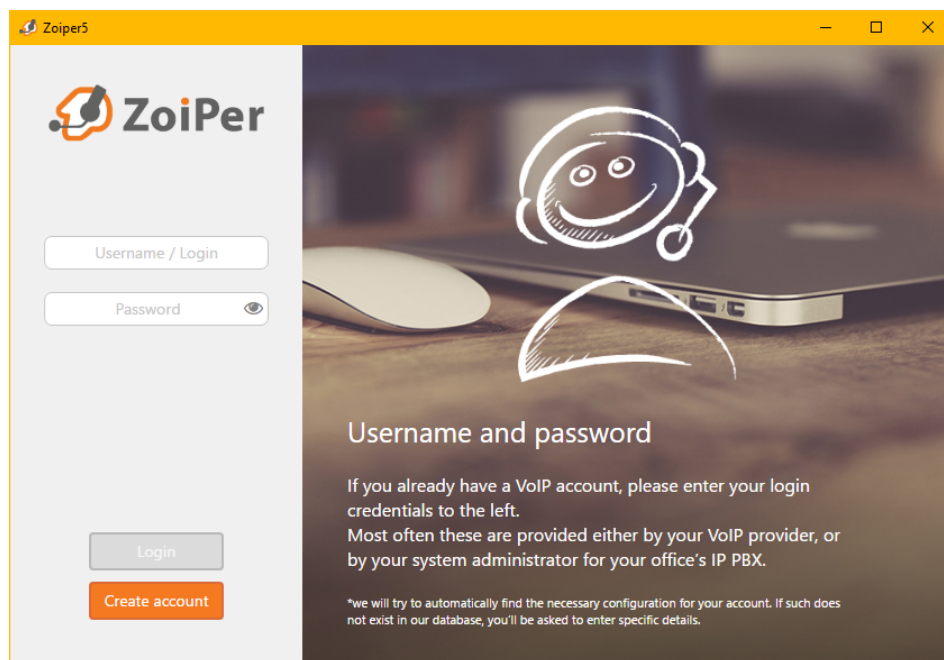 Zoiper5
ZoiPer
Username / Login
Password
Login
Create account
Username and password
If you already have a VoIP account, please enter your login
credentials to the left.
Most often these are provided either by your VoIP provider, or
by your system administrator for your office's IP PBX.
*we will try to automatically find the necessary configuration for your account. If such does
not exist in our database, you'll be asked to enter specific details.